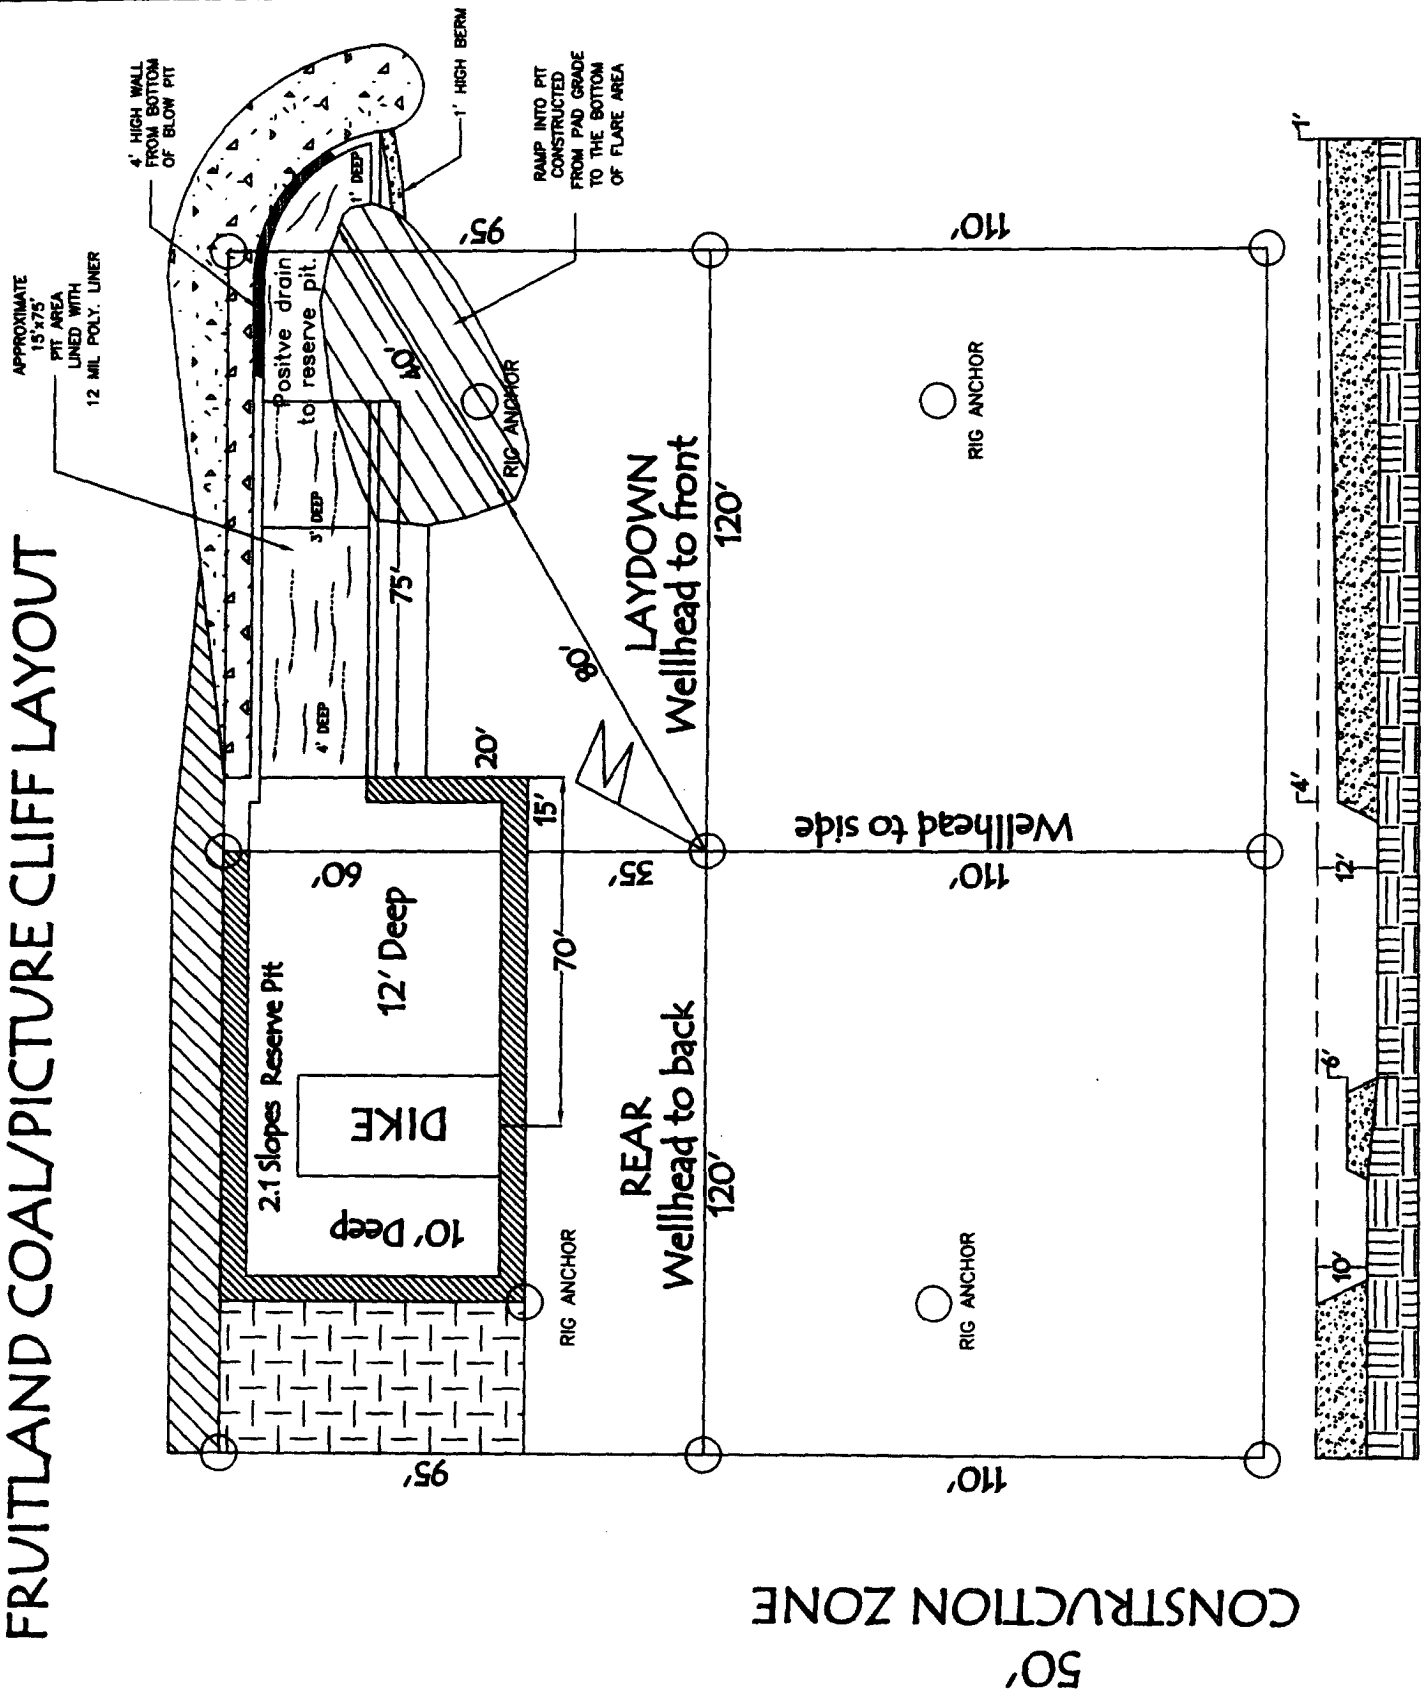 FRUITLAND COAL/PICTURE CLIFF LAYOUT
APPROXIMATE
15'x75'
PIT AREA
LINED WITH
12 MIL POLY. LINER
4' HIGH WALL
FROM BOTTOM
OF BLOW PIT
1' HIGH BERM
RAMP INTO PIT
CONSTRUCTED
FROM PAD GRADE
TO THE BOTTOM
OF FLARE AREA
1' DEEP
Positve drain
to reserve pit.
3' DEEP
4' DEEP
2.1 Slopes Reserve Pit
10' Deep
DIKE
12' Deep
60'
15'
20'
75'
70'
40'
80'
RIG ANCHOR
RIG ANCHOR
95'
35'
95'
REAR
Wellhead to back
120'
LAYDOWN
Wellhead to front
120'
Wellhead to side
110'
110'
110'
RIG ANCHOR
RIG ANCHOR
50'
CONSTRUCTION ZONE
10'
6'
12'
4'
1'